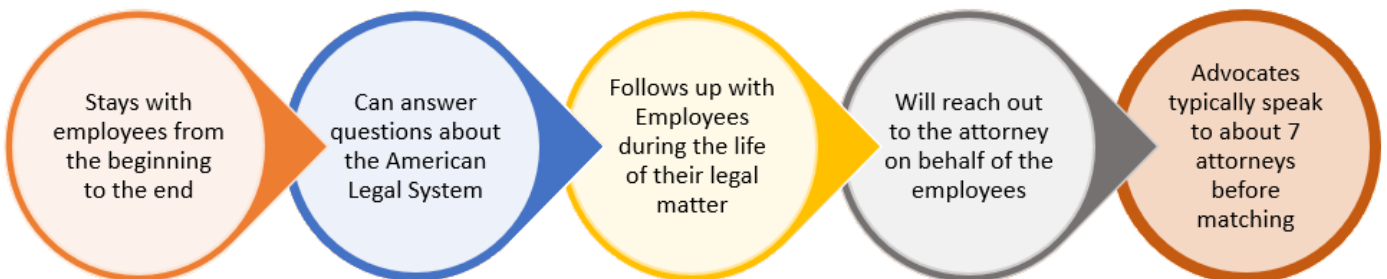 Stays with
employees from
the beginning
to the end
Can answer
questions about
the American
Legal System
Follows up with
Employees
during the life
of their legal
matter
Will reach out
to the attorney
on behalf of the
employees
Advocates
typically speak
to about 7
attorneys
before
matching